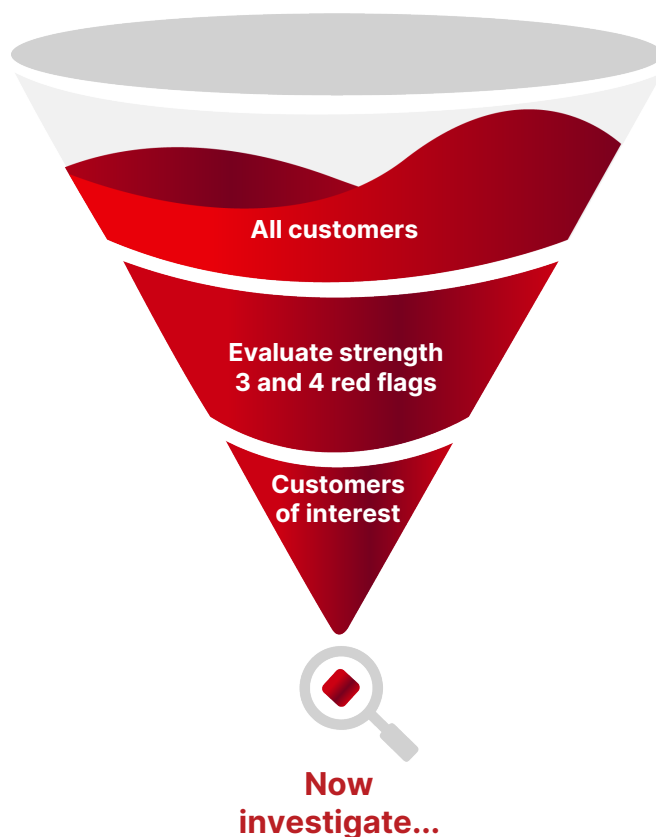 All customers
Evaluate strength
3 and 4 red flags
Customers
of interest
Now
investigate...